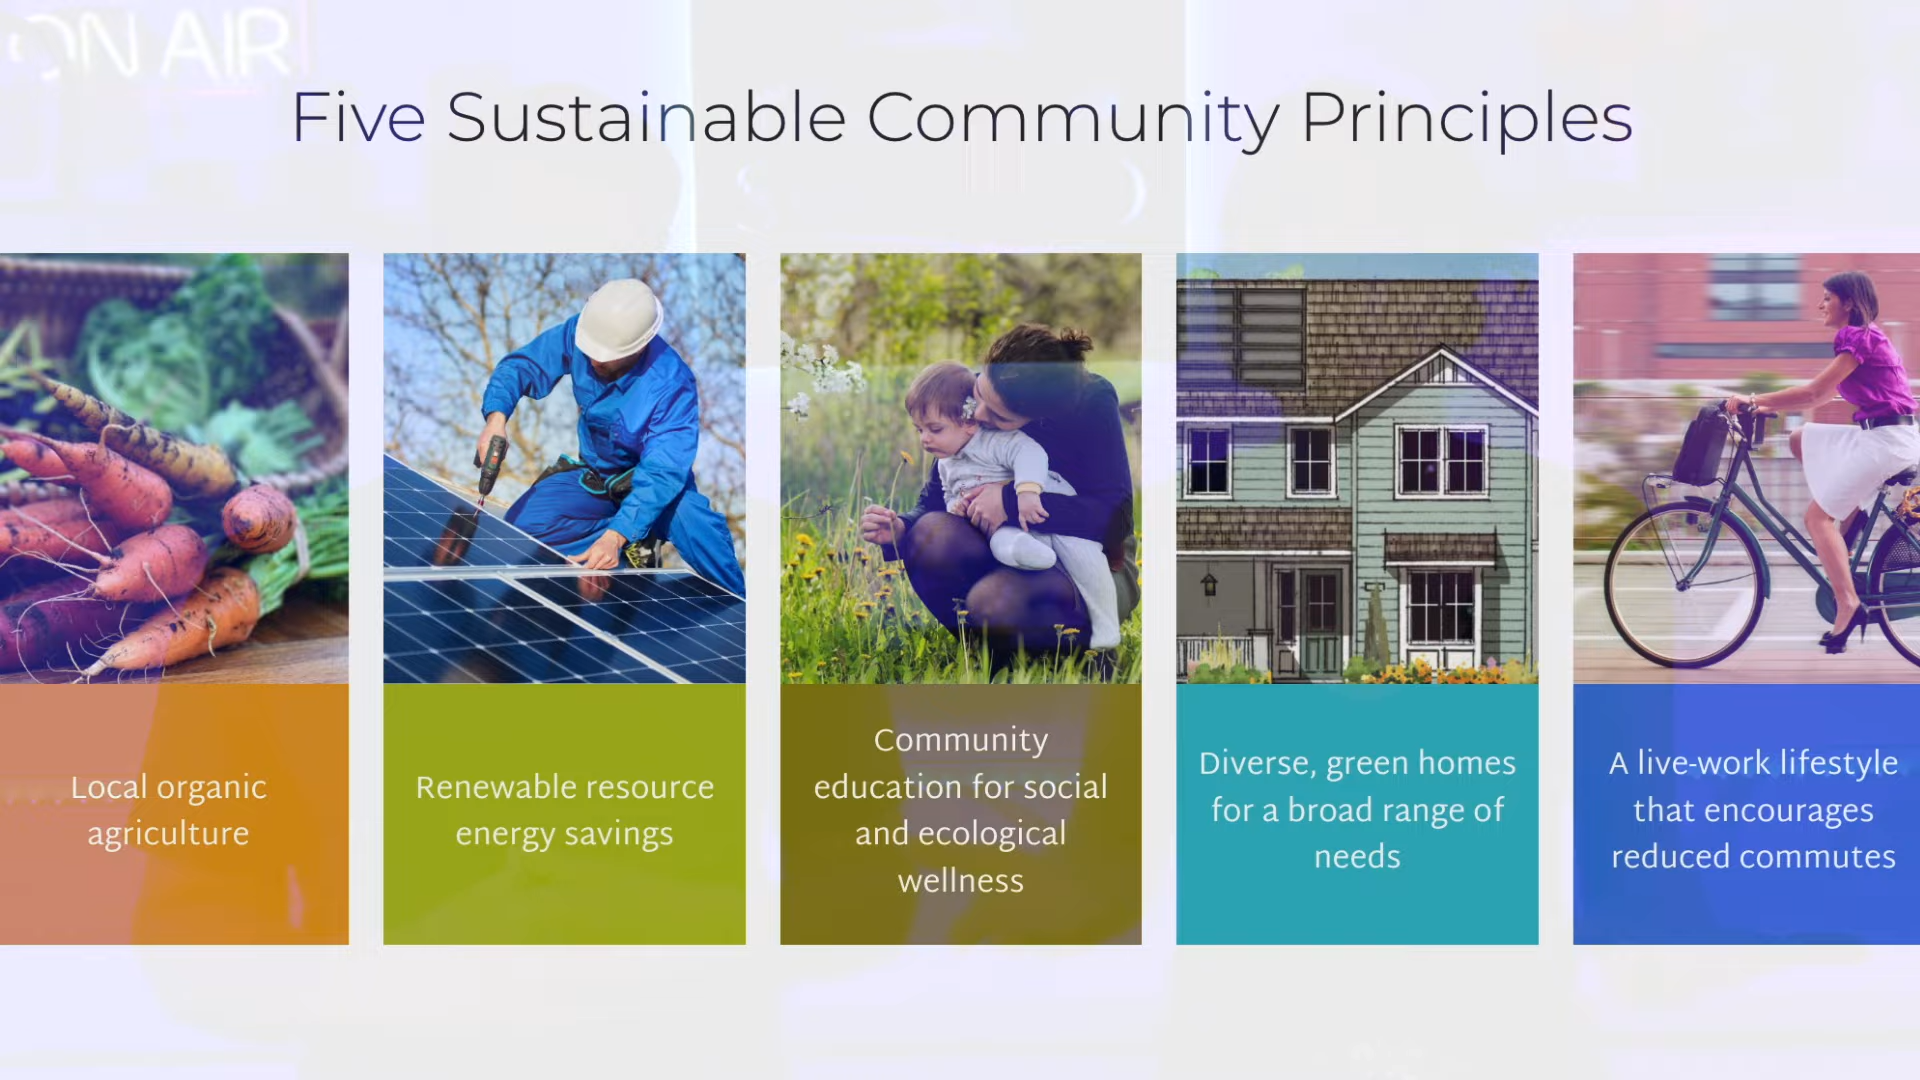 ON AIR
Five Sustainable Community Principles
Local organic
agriculture
Renewable resource
energy savings
Community
education for social
and ecological
wellness
Diverse, green homes
for a broad range of
needs
A live-work lifestyle
that encourages
reduced commutes